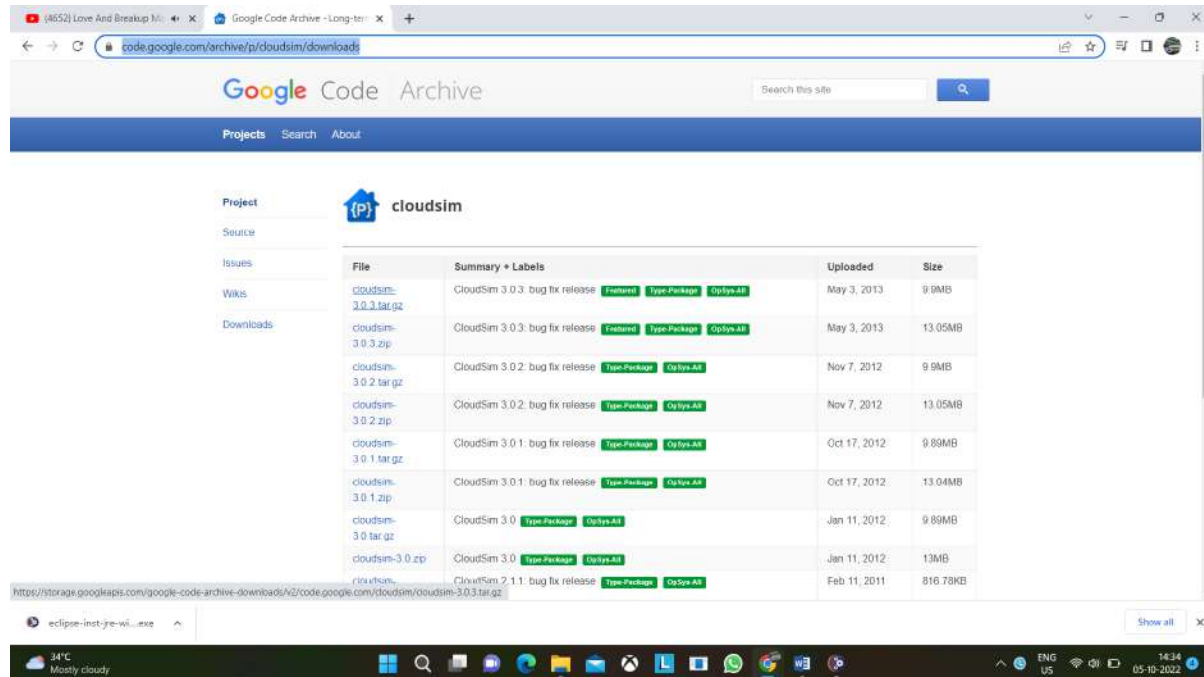 (4652) Love And Breakup M
Google Code Archive - Long-ter
code.google.com/archive/p/cloudsim/downloads
Google Code Archive
Search this site
Projects Search About
Project
Source
Issues
Wikis
Downloads
cloudsim
File Summary + Labels Uploaded Size
cloudsim-
3.0.3.tar.gz
CloudSim 3.0.3: bug fix release Featured Type-Package OpSys-All May 3, 2013 9.9MB
cloudsim-
3.0.3.zip
CloudSim 3.0.3: bug fix release Featured Type-Package OpSys-All May 3, 2013 13.05MB
cloudsim-
3.0.2.tar.gz
CloudSim 3.0.2: bug fix release Type-Package OpSys-All Nov 7, 2012 9.9MB
cloudsim-
3.0.2.zip
CloudSim 3.0.2: bug fix release Type-Package OpSys-All Nov 7, 2012 13.05MB
cloudsim-
3.0.1.tar.gz
CloudSim 3.0.1: bug fix release Type-Package OpSys-All Oct 17, 2012 9.89MB
cloudsim-
3.0.1.zip
CloudSim 3.0.1: bug fix release Type-Package OpSys-All Oct 17, 2012 13.04MB
cloudsim-
3.0.tar.gz
CloudSim 3.0 Type-Package OpSys-All Jan 11, 2012 9.89MB
cloudsim-3.0.zip CloudSim 3.0 Type-Package OpSys-All Jan 11, 2012 13MB
cloudsim- CloudSim 2.1.1: bug fix release Type-Package OpSys-All Feb 11, 2011 816.78KB
https://storage.googleapis.com/google-code-archive-downloads/v2/code.google.com/cloudsim/cloudsim-3.0.3.tar.gz
eclipse-inst-jre-wi....exe
Show all
34°C
Mostly cloudy
ENG
US
14:34
05-10-2022